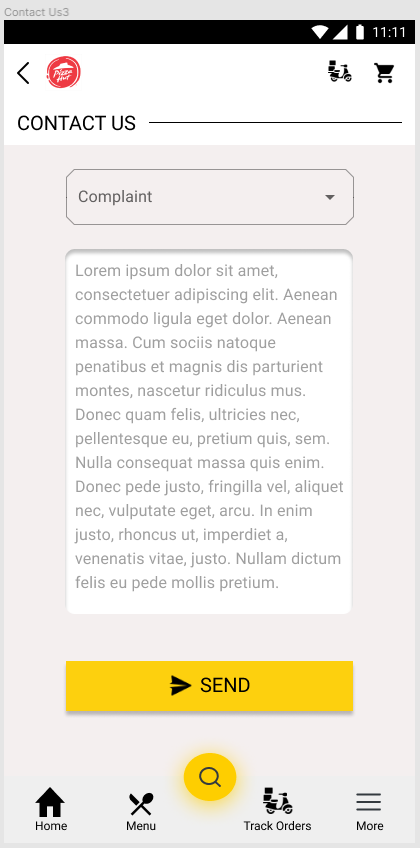 Contact Us3
11:11
Pizza
Hut
CONTACT US
Complaint
Lorem ipsum dolor sit amet,
consectetuer adipiscing elit. Aenean
commodo ligula eget dolor. Aenean
massa. Cum sociis natoque
penatibus et magnis dis parturient
montes, nascetur ridiculus mus.
Donec quam felis, ultricies nec,
pellentesque eu, pretium quis, sem.
Nulla consequat massa quis enim.
Donec pede justo, fringilla vel, aliquet
nec, vulputate eget, arcu. In enim
justo, rhoncus ut, imperdiet a,
venenatis vitae, justo. Nullam dictum
felis eu pede mollis pretium.
SEND
Home
Menu
Track Orders
More